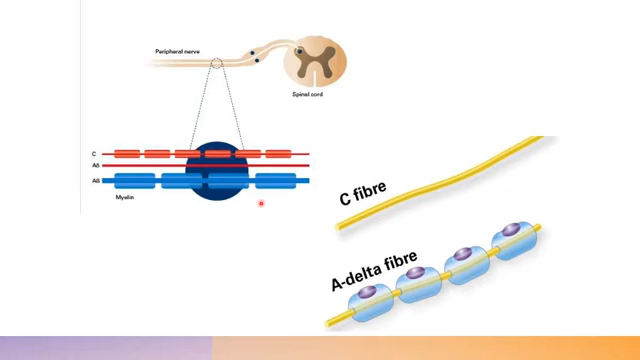 Peripheral nerve
Spinal cord
C
Aδ
Aß
Myelin
C fibre
A-delta fibre